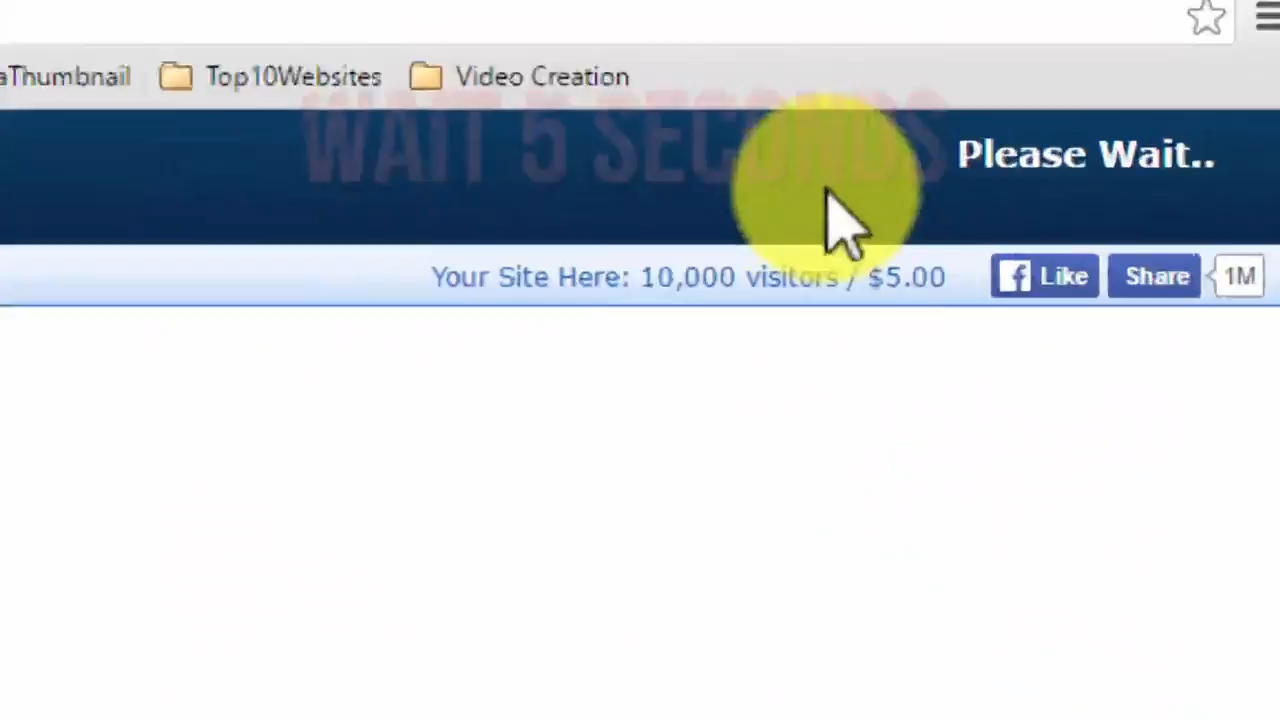 aThumbnail Top10Websites Video Creation
WAIT 5 SECONDS
Please Wait..
Your Site Here: 10,000 visitors / $5.00 Like Share 1M